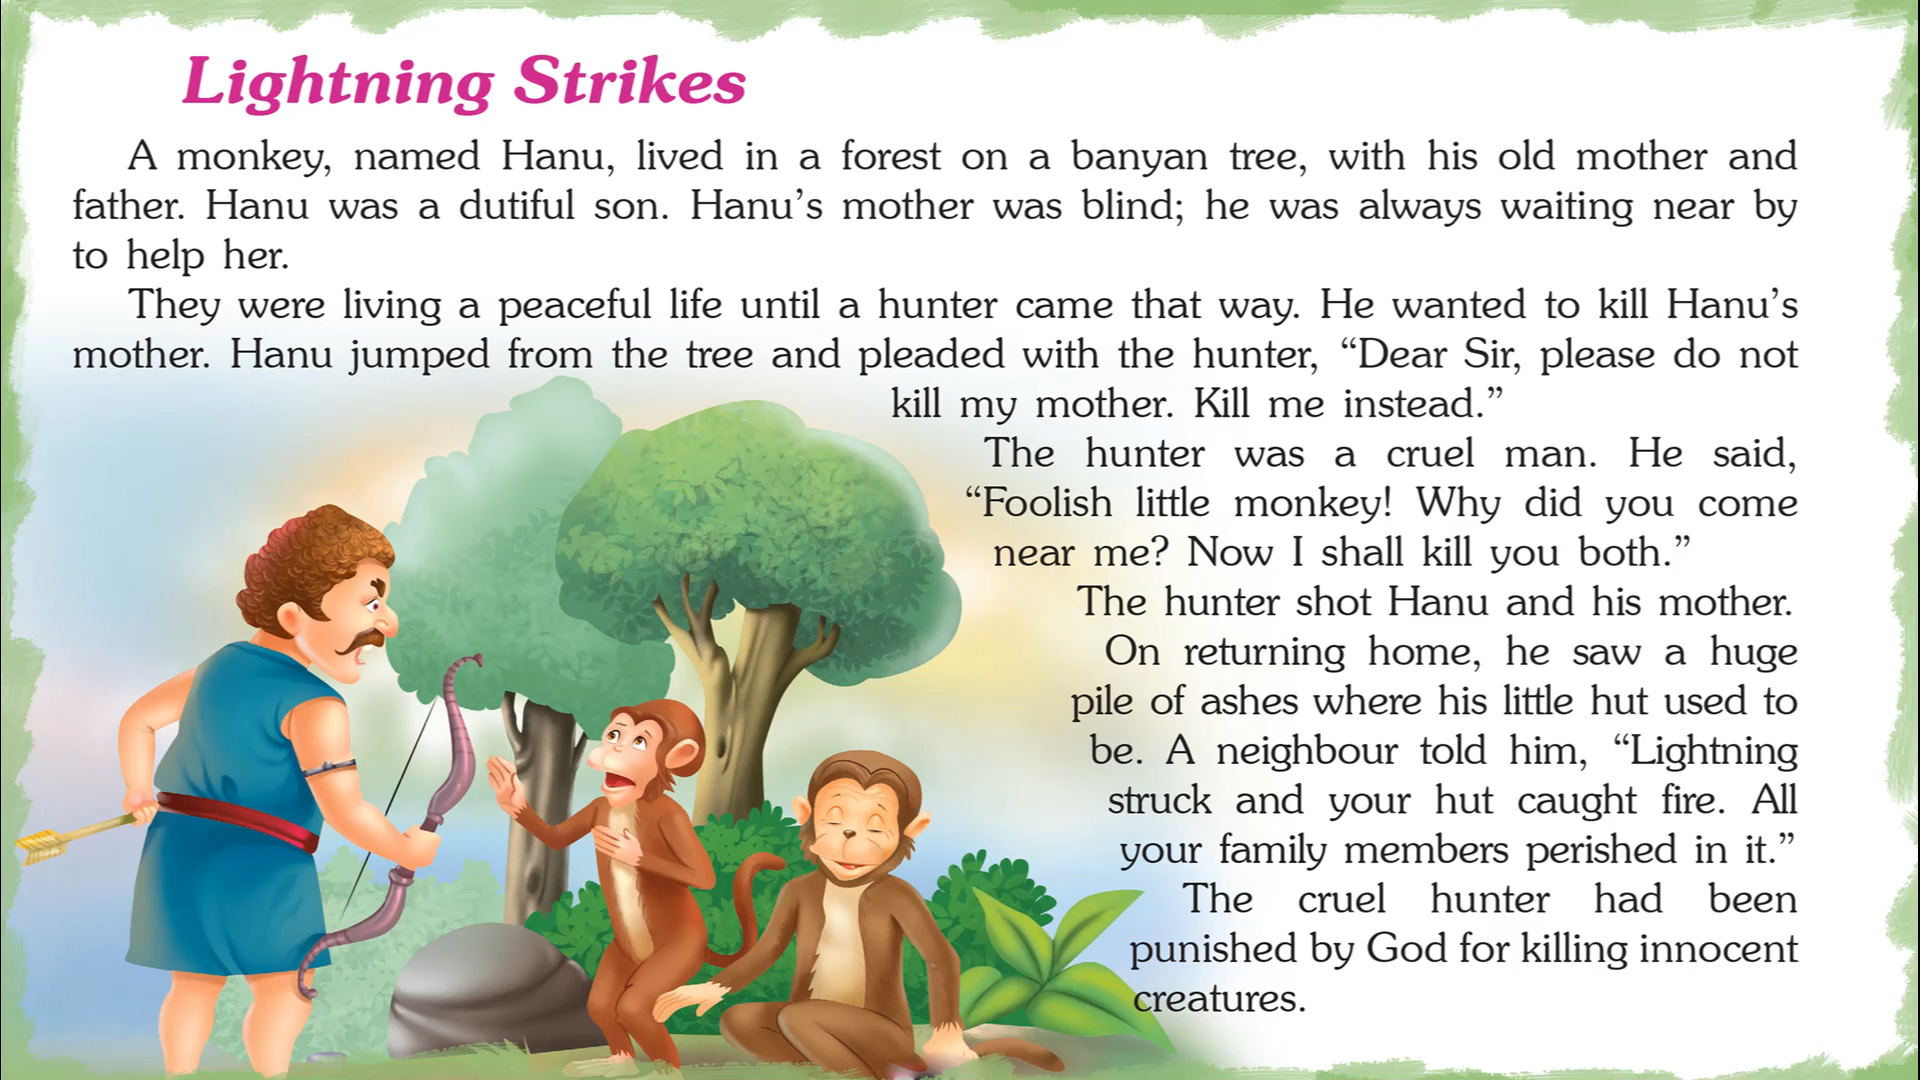 Lightning Strikes
A monkey, named Hanu, lived in a forest on a banyan tree, with his old mother and
father. Hanu was a dutiful son. Hanu’s mother was blind; he was always waiting near by
to help her.
They were living a peaceful life until a hunter came that way. He wanted to kill Hanu’s
mother. Hanu jumped from the tree and pleaded with the hunter, “Dear Sir, please do not
kill my mother. Kill me instead.”
The hunter was a cruel man. He said,
“Foolish little monkey! Why did you come
near me? Now I shall kill you both.”
The hunter shot Hanu and his mother.
On returning home, he saw a huge
pile of ashes where his little hut used to
be. A neighbour told him, “Lightning
struck and your hut caught fire. All
your family members perished in it.”
The cruel hunter had been
punished by God for killing innocent
creatures.